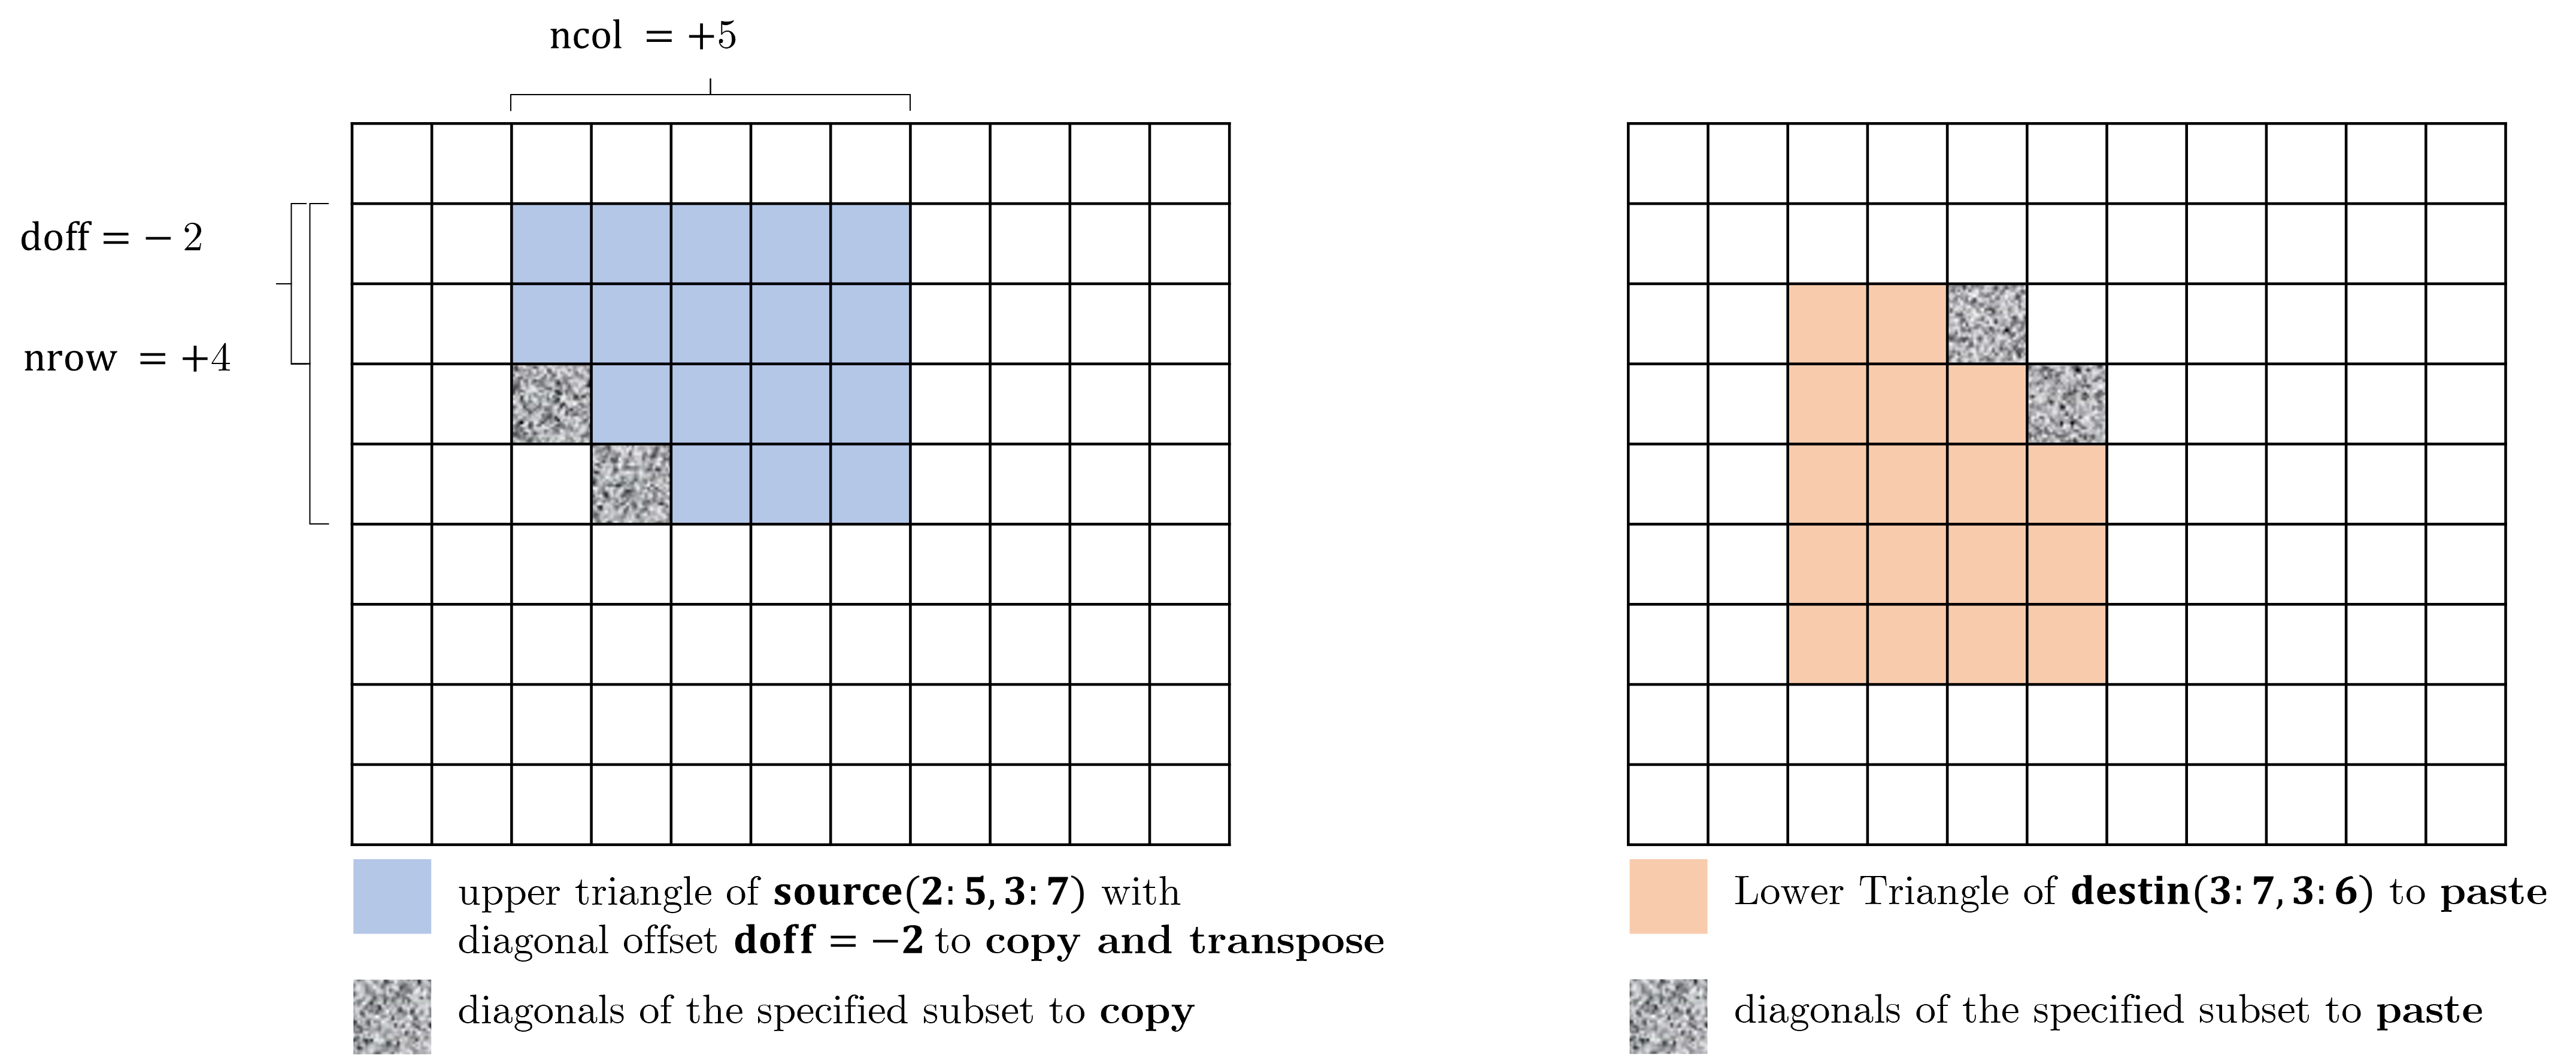 ncol = +5
doff = − 2
nrow = +4
upper triangle of source(2: 5, 3: 7) with
diagonal offset doff = −2 to copy and transpose
diagonals of the specified subset to copy
Lower Triangle of destin(3: 7, 3: 6) to paste
diagonals of the specified subset to paste